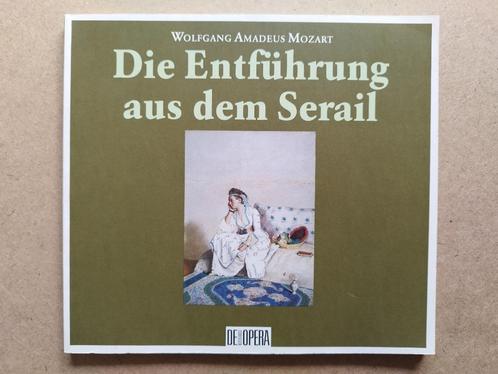 WOLFGANG AMADEUS MOZART
Die Entführung
aus dem Serail
DE OPERA